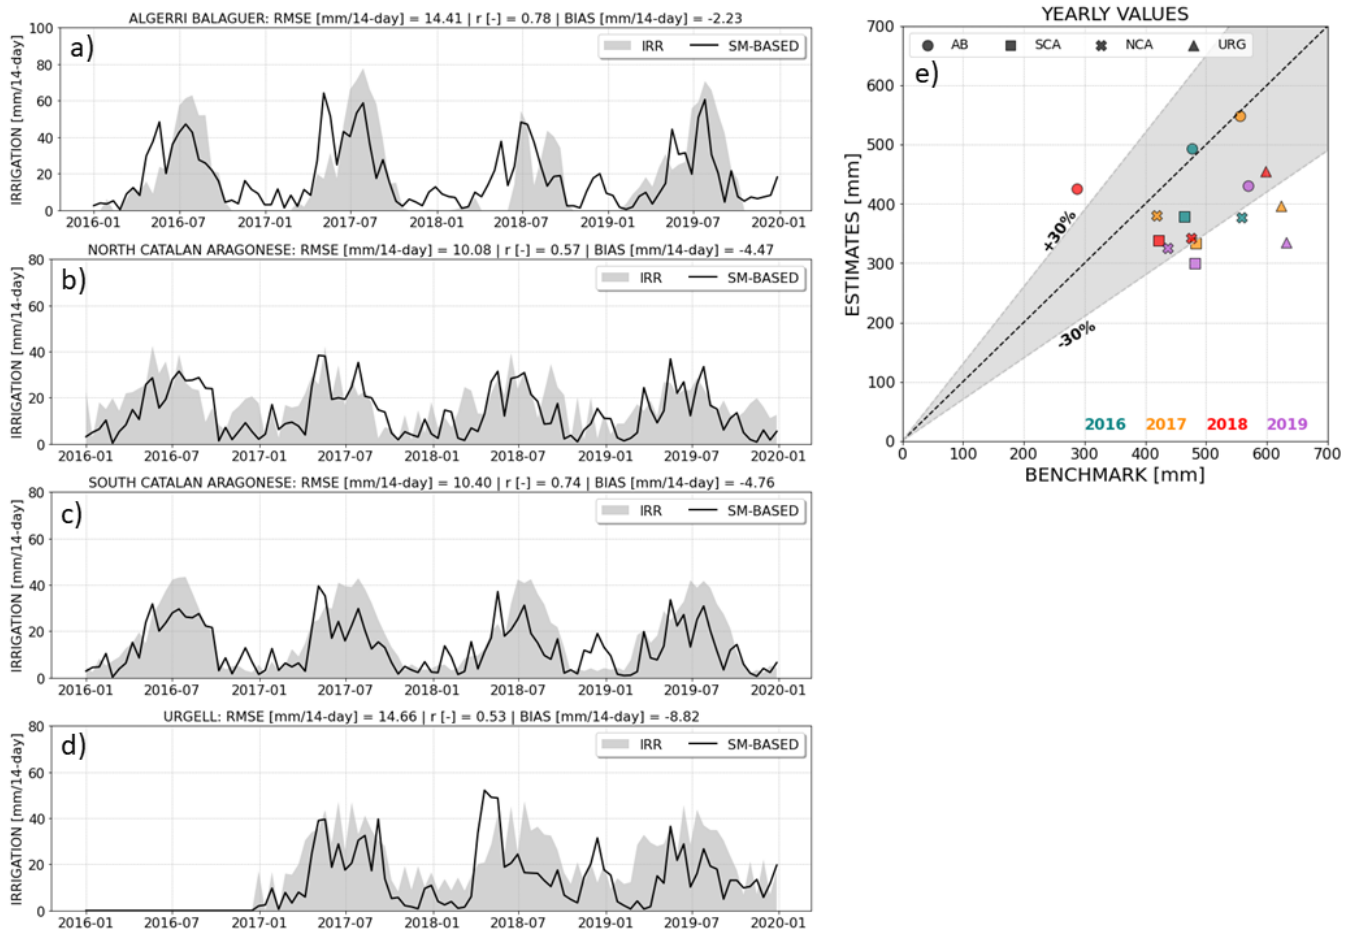 ALGERRI BALAGUER: RMSE [mm/14-day] = 14.41 | r [-] = 0.78 | BIAS [mm/14-day] = -2.23
a)
IRR SM-BASED
IRRIGATION [mm/14-day]
100
80
60
40
20
0
2016-01 2016-07 2017-01 2017-07 2018-01 2018-07 2019-01 2019-07 2020-01
NORTH CATALAN ARAGONESE: RMSE [mm/14-day] = 10.08 | r [-] = 0.57 | BIAS [mm/14-day] = -4.47
b)
IRR SM-BASED
IRRIGATION [mm/14-day]
80
60
40
20
0
2016-01 2016-07 2017-01 2017-07 2018-01 2018-07 2019-01 2019-07 2020-01
SOUTH CATALAN ARAGONESE: RMSE [mm/14-day] = 10.40 | r [-] = 0.74 | BIAS [mm/14-day] = -4.76
c)
IRR SM-BASED
IRRIGATION [mm/14-day]
80
60
40
20
0
2016-01 2016-07 2017-01 2017-07 2018-01 2018-07 2019-01 2019-07 2020-01
URGELL: RMSE [mm/14-day] = 14.66 | r [-] = 0.53 | BIAS [mm/14-day] = -8.82
d)
IRR SM-BASED
IRRIGATION [mm/14-day]
80
60
40
20
0
2016-01 2016-07 2017-01 2017-07 2018-01 2018-07 2019-01 2019-07 2020-01
YEARLY VALUES
AB SCA NCA URG
e)
ESTIMATES [mm]
700
600
500
400
300
200
100
0
+30%
-30%
2016 2017 2018 2019
0 100 200 300 400 500 600 700
BENCHMARK [mm]